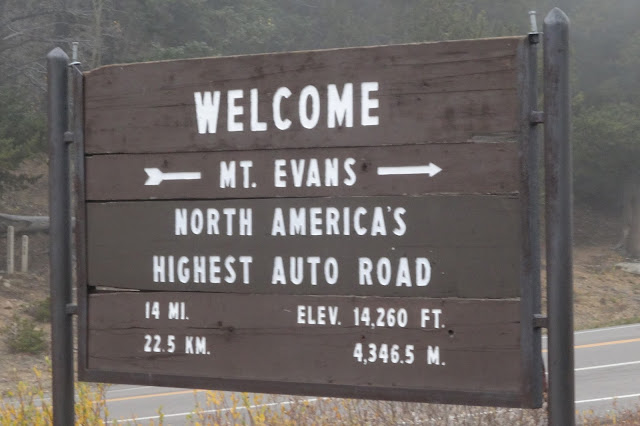 WELCOME
MT. EVANS
NORTH AMERICA'S
HIGHEST AUTO ROAD
14 MI. ELEV. 14,260 FT.
22.5 KM. 4,346.5 M.